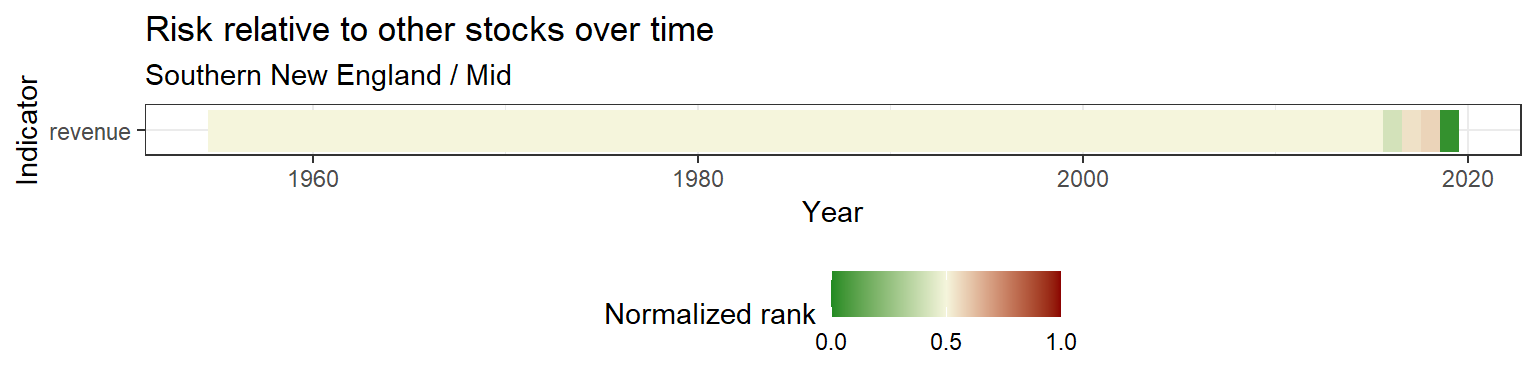 Risk relative to other stocks over time
Southern New England / Mid
Indicator
revenue
1960 1980 2000 2020
Year
Normalized rank
0.0 0.5 1.0